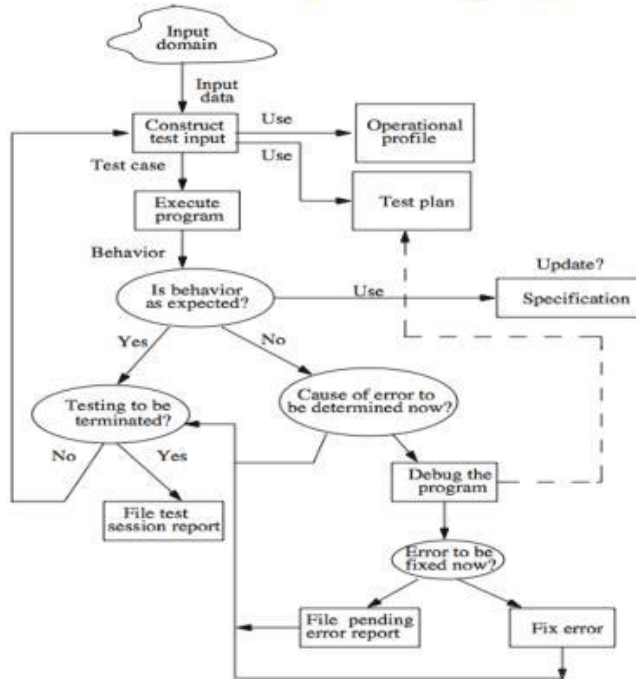 Input
domain
Input
data
Construct
test input
Use
Operational
profile
Use
Test case
Test plan
Execute
program
Behavior
Update?
Is behavior
as expected?
Use
Specification
Yes
No
Cause of error to
be determined now?
Testing to be
terminated?
No
Yes
Debug the
program
File test
session report
Error to be
fixed now?
File pending
error report
Fix error